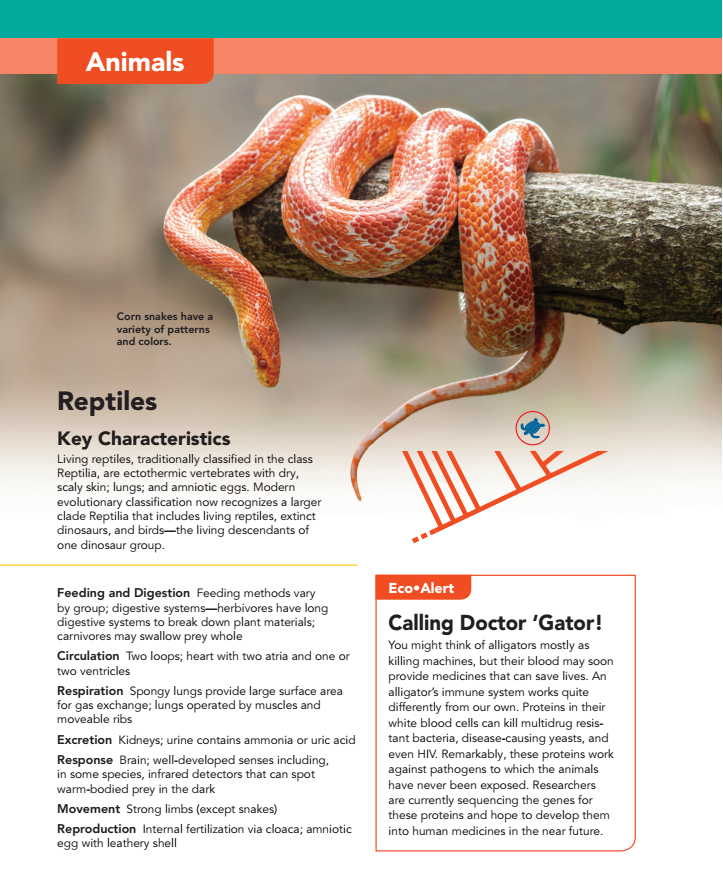 Animals
Corn snakes have a
variety of patterns
and colors.
Reptiles
Key Characteristics
Living reptiles, traditionally classified in the class
Reptilia, are ectothermic vertebrates with dry,
scaly skin; lungs; and amniotic eggs. Modern
evolutionary classification now recognizes a larger
clade Reptilia that includes living reptiles, extinct
dinosaurs, and birds—the living descendants of
one dinosaur group.
Feeding and Digestion Feeding methods vary
by group; digestive systems—herbivores have long
digestive systems to break down plant materials;
carnivores may swallow prey whole
Circulation Two loops; heart with two atria and one or
two ventricles
Respiration Spongy lungs provide large surface area
for gas exchange; lungs operated by muscles and
moveable ribs
Excretion Kidneys; urine contains ammonia or uric acid
Response Brain; well-developed senses including,
in some species, infrared detectors that can spot
warm-bodied prey in the dark
Movement Strong limbs (except snakes)
Reproduction Internal fertilization via cloaca; amniotic
egg with leathery shell
Eco•Alert
Calling Doctor ‘Gator!
You might think of alligators mostly as
killing machines, but their blood may soon
provide medicines that can save lives. An
alligator’s immune system works quite
differently from our own. Proteins in their
white blood cells can kill multidrug resis-
tant bacteria, disease-causing yeasts, and
even HIV. Remarkably, these proteins work
against pathogens to which the animals
have never been exposed. Researchers
are currently sequencing the genes for
these proteins and hope to develop them
into human medicines in the near future.